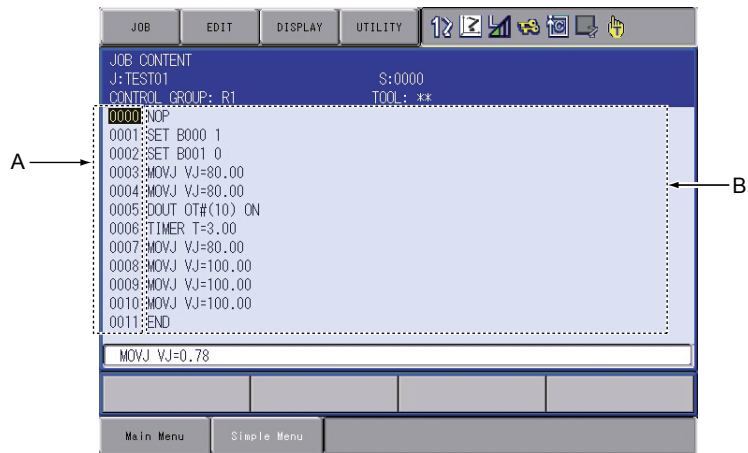 JOB EDIT DISPLAY UTILITY
JOB CONTENT
J:TEST01 S:0000
CONTROL GROUP: R1 TOOL: **
0000 NOP
0001 SET B000 1
0002 SET B001 0
0003 MOVJ VJ=80.00
0004 MOVJ VJ=80.00
0005 DOUT OT#(10) ON
0006 TIMER T=3.00
0007 MOVJ VJ=80.00
0008 MOVJ VJ=100.00
0009 MOVJ VJ=100.00
0010 MOVJ VJ=100.00
0011 END
A
B
MOVJ VJ=0.78
Main Menu Simple Menu